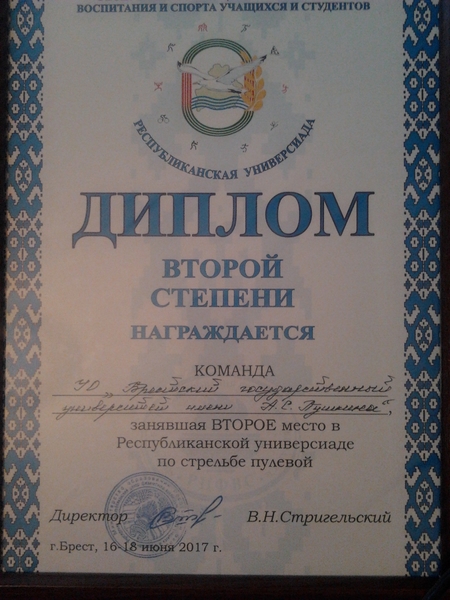 ВОСПИТАНИЯ И СПОРТА УЧАЩИХСЯ И СТУДЕНТОВ
РЕСПУБЛИКАНСКАЯ УНИВЕРСИАДА
ДИПЛОМ
ВТОРОЙ
СТЕПЕНИ
НАГРАЖДАЕТСЯ
КОМАНДА
УО "Брестский государственный
университет имени А.С. Пушкина",
занявшая ВТОРОЕ место в
Республиканской универсиаде
по стрельбе пулевой
Директор В.Н.Стригельский
г.Брест, 16-18 июня 2017 г.